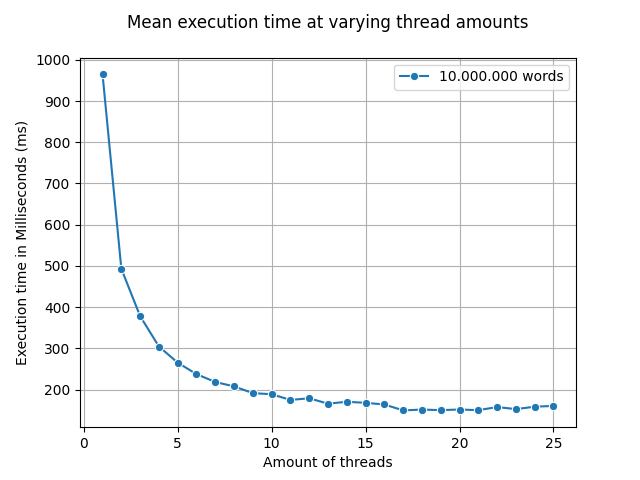 Mean execution time at varying thread amounts
10.000.000 words
Execution time in Milliseconds (ms)
1000
900
800
700
600
500
400
300
200
0 5 10 15 20 25
Amount of threads